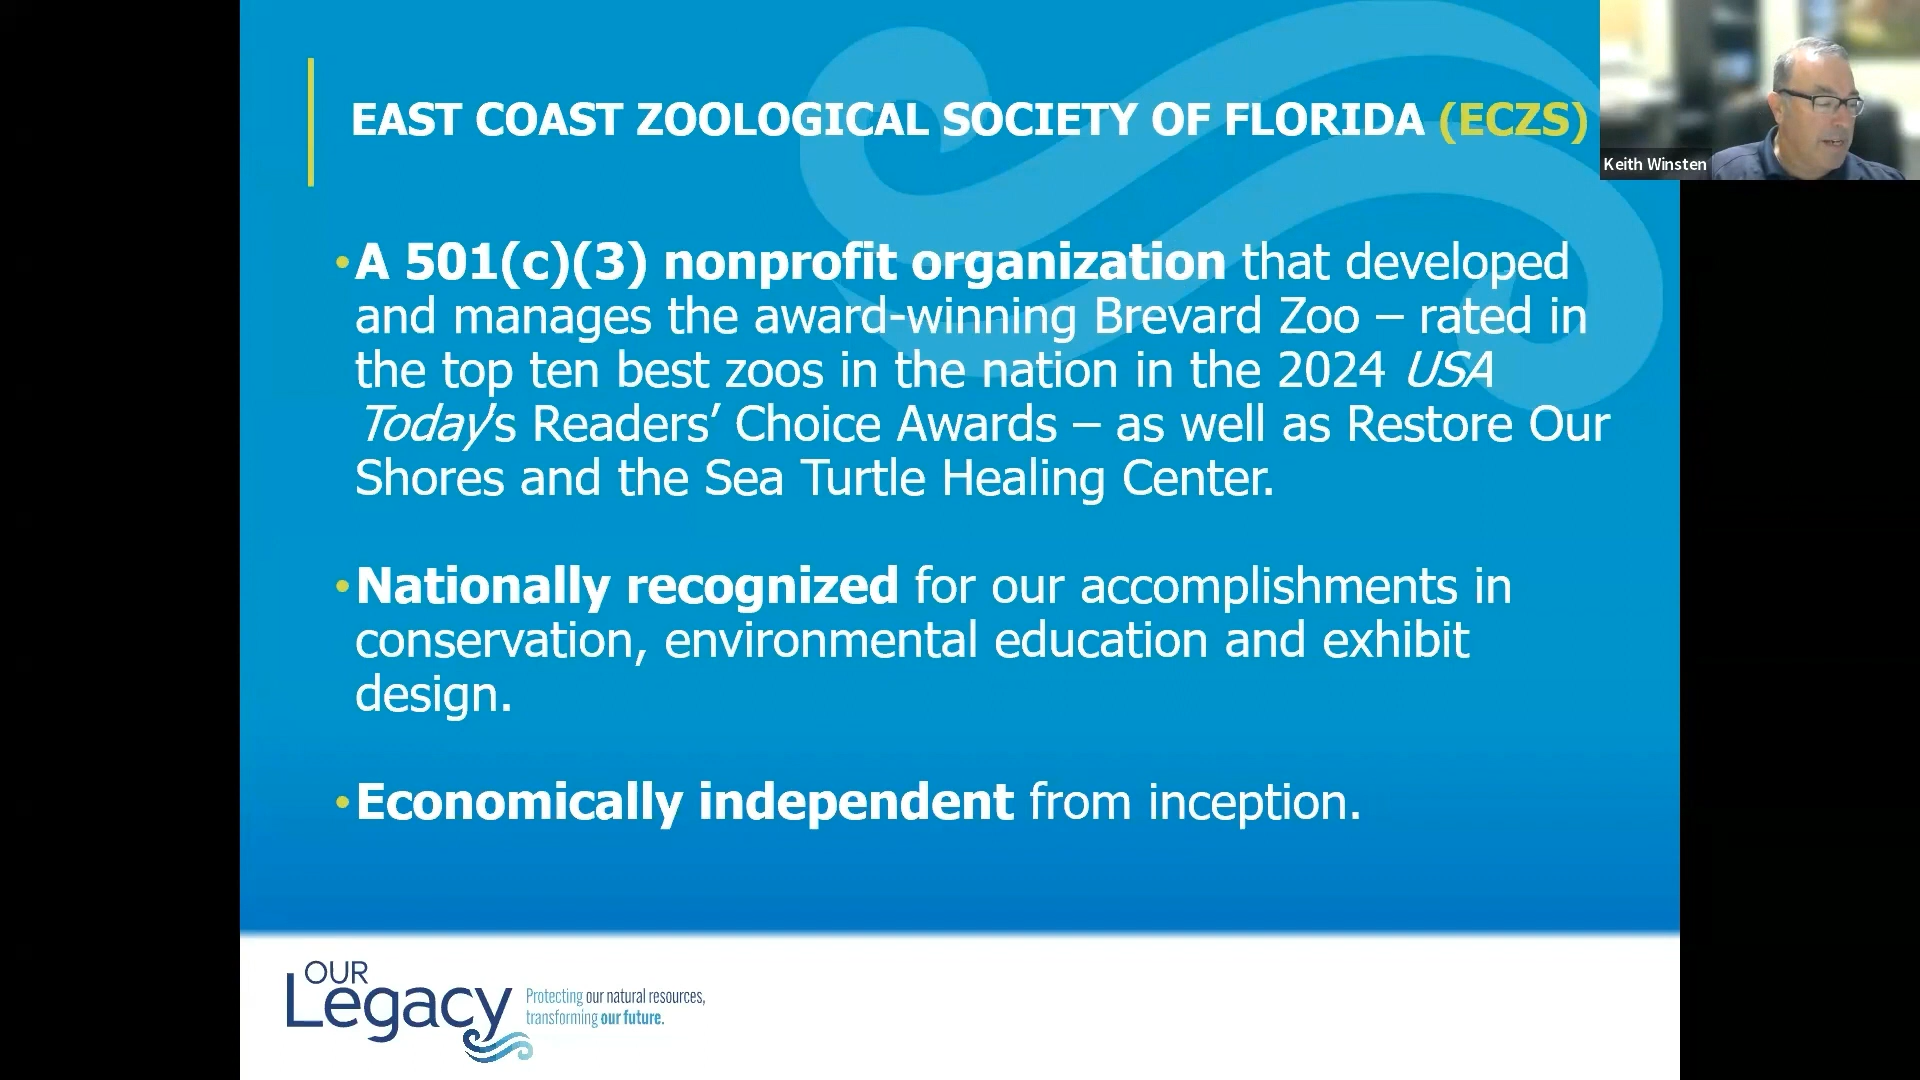 EAST COAST ZOOLOGICAL SOCIETY OF FLORIDA (ECZS)
Keith Winsten
•A 501(c)(3) nonprofit organization that developed
and manages the award-winning Brevard Zoo – rated in
the top ten best zoos in the nation in the 2024 USA
Today’s Readers’ Choice Awards – as well as Restore Our
Shores and the Sea Turtle Healing Center.
•Nationally recognized for our accomplishments in
conservation, environmental education and exhibit
design.
•Economically independent from inception.
OUR
Legacy
Protecting our natural resources,
transforming our future.